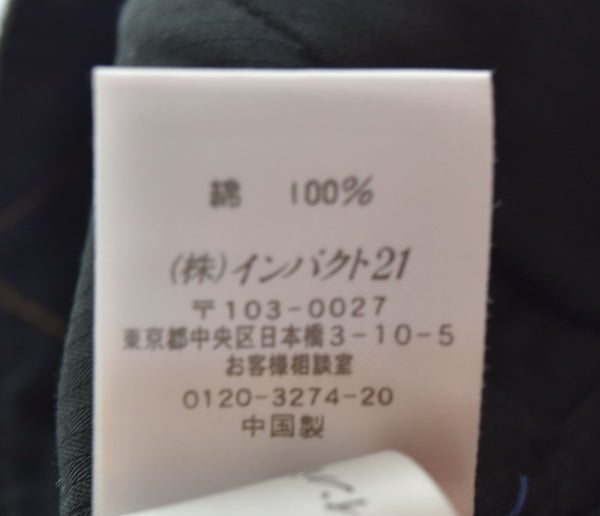 綿 100%
(株)インパクト21
〒103-0027
東京都中央区日本橋3-10-5
お客様相談室
0120-3274-20
中国製